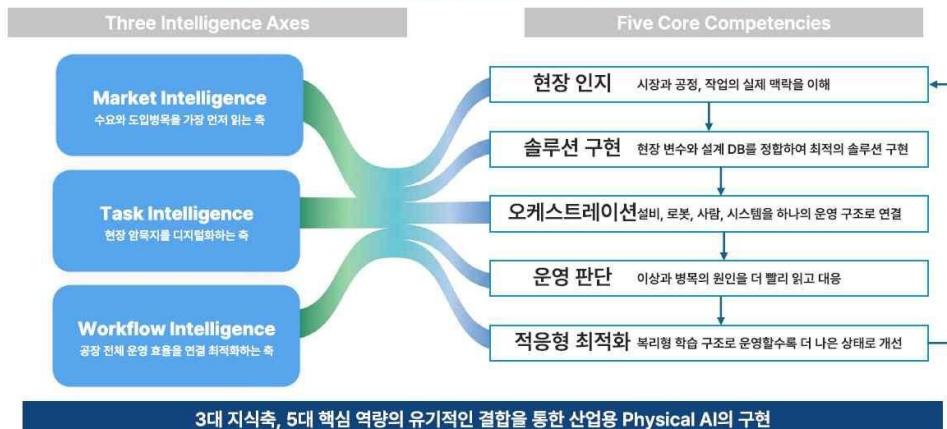 Three Intelligence Axes
Five Core Competencies
Market Intelligence
수요와 도입병목을 가장 먼저 읽는 축
Task Intelligence
현장 암묵지를 디지털화하는 축
Workflow Intelligence
공장 전체 운영 효율을 연결 최적화하는 축
현장 인지 시장과 공정, 작업의 실제 맥락을 이해
솔루션 구현 현장 변수와 설계 DB를 정합하여 최적의 솔루션 구현
오케스트레이션 설비, 로봇, 사람, 시스템을 하나의 운영 구조로 연결
운영 판단 이상과 병목의 원인을 더 빨리 읽고 대응
적응형 최적화 복리형 학습 구조로 운영할수록 더 나은 상태로 개선
3대 지식축, 5대 핵심 역량의 유기적인 결합을 통한 산업용 Physical AI의 구현